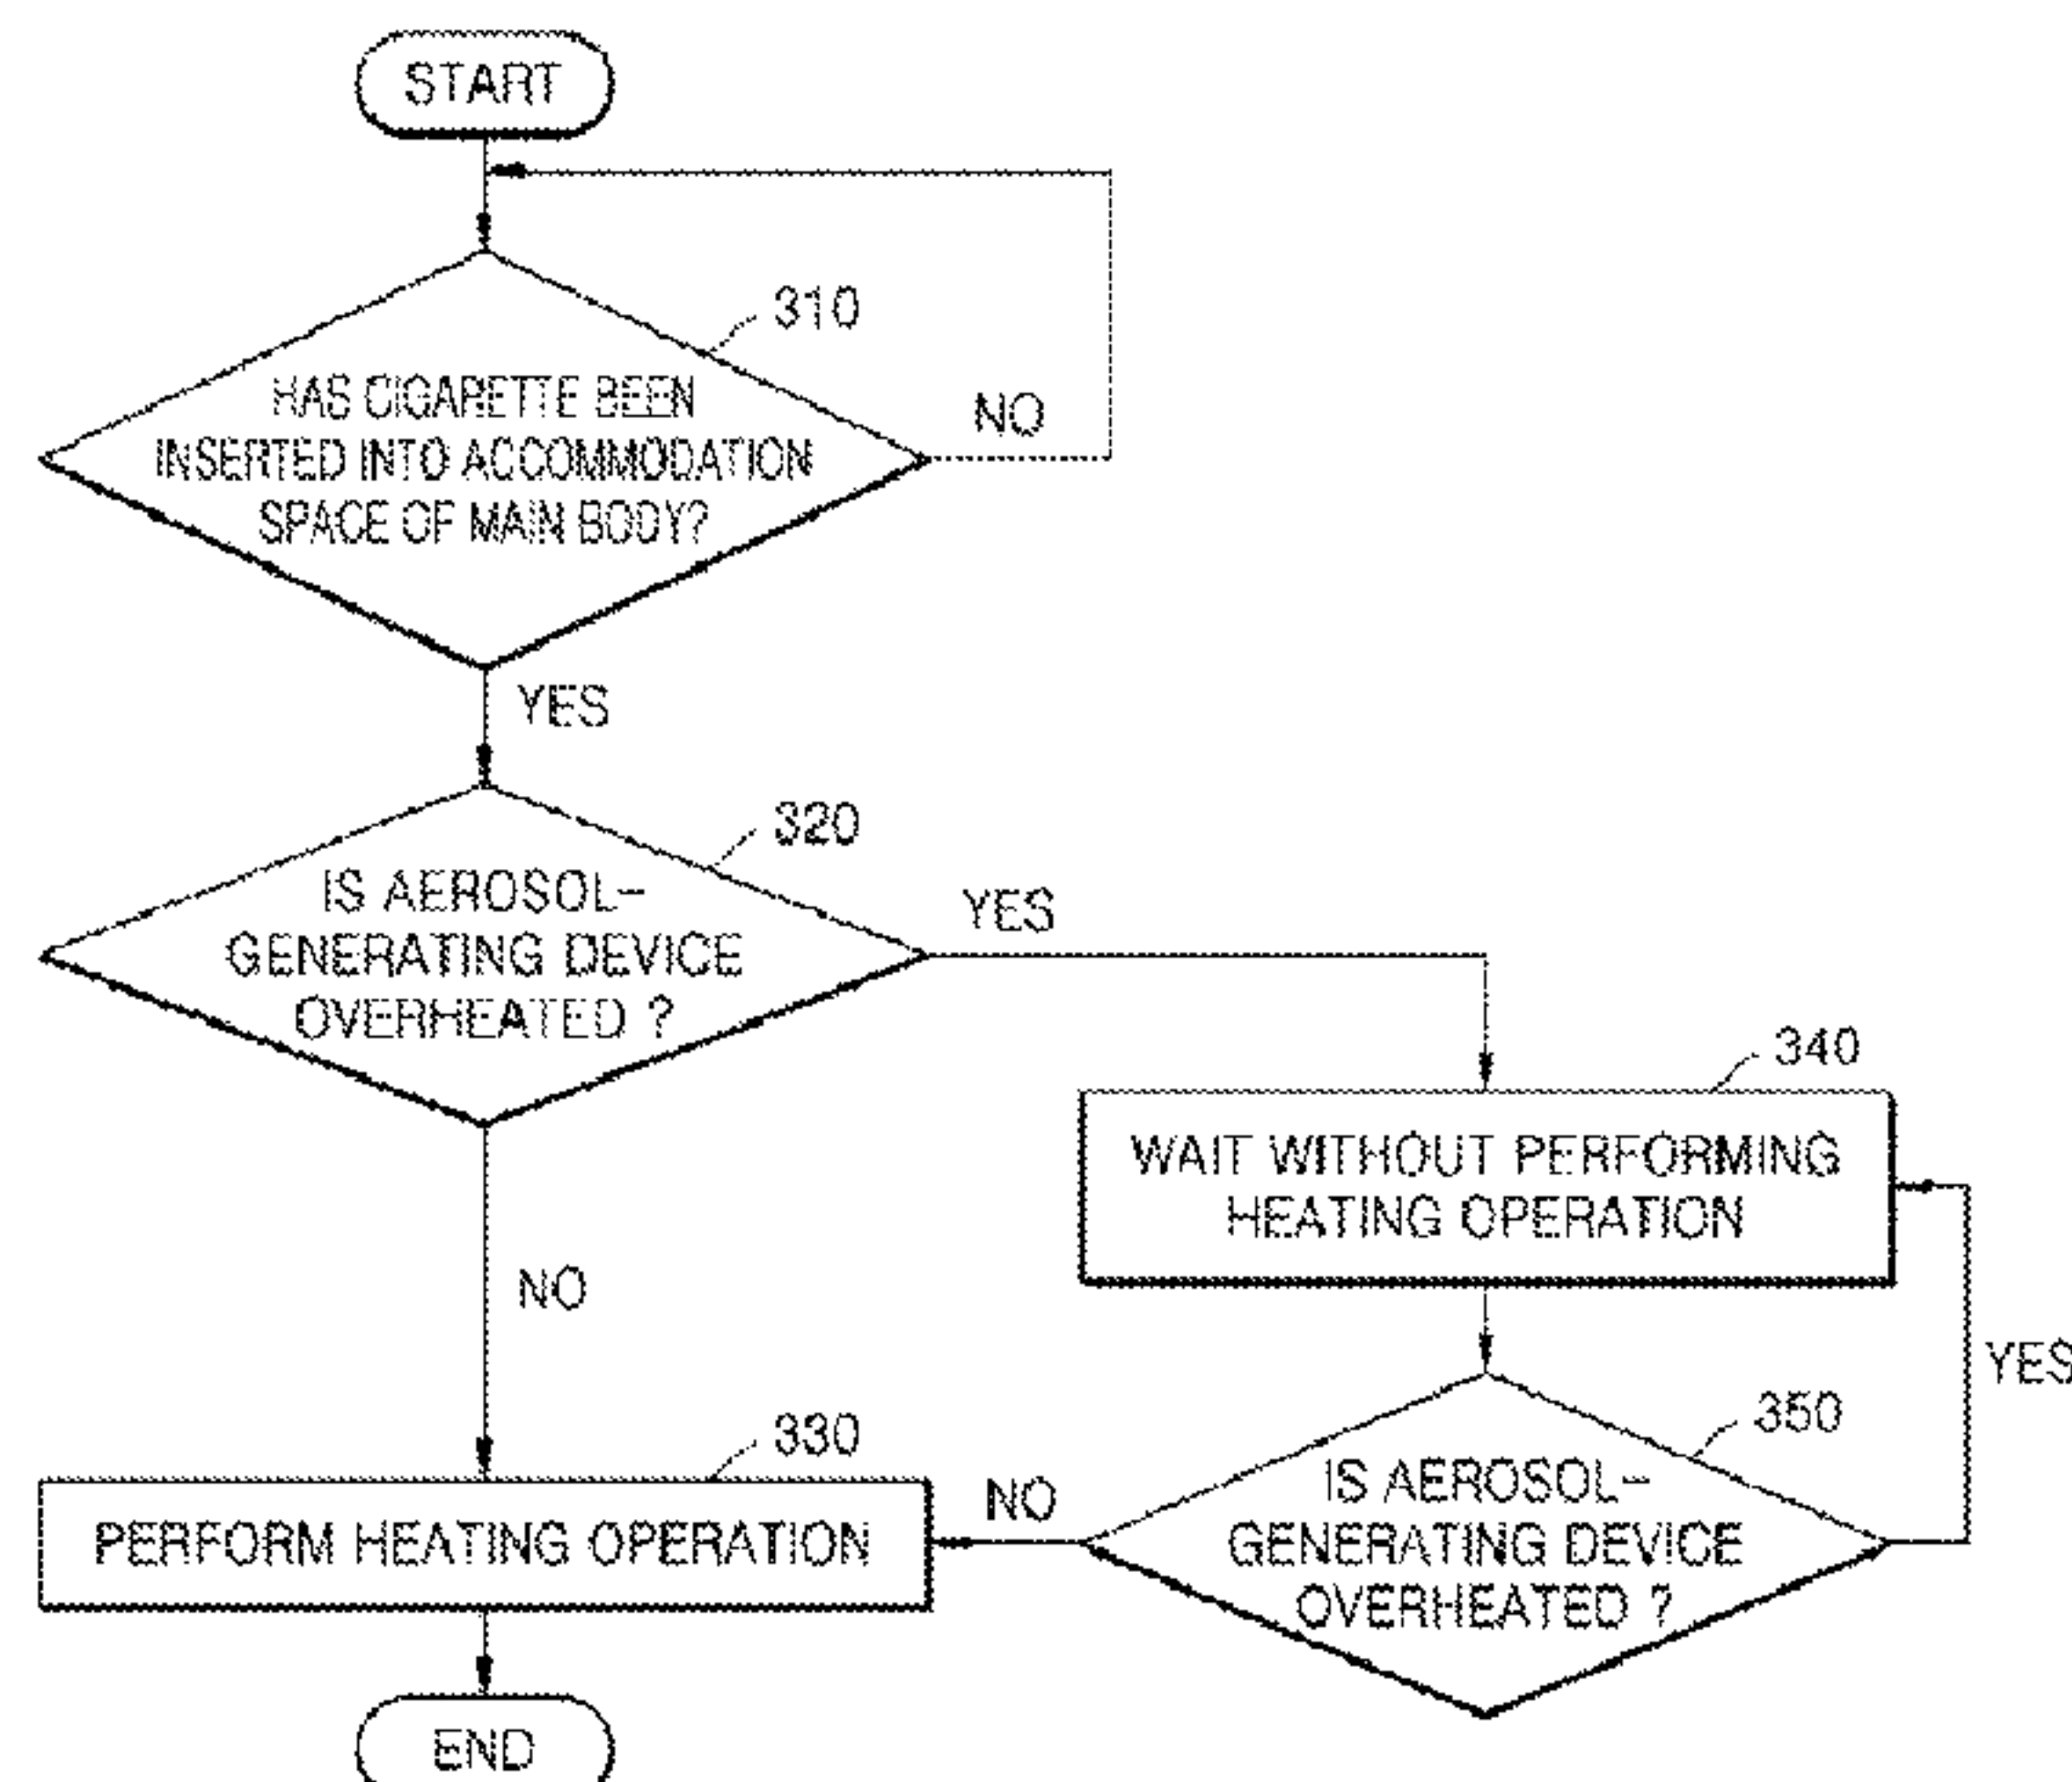 START
310
HAS CIGARETTE BEEN
INSERTED INTO ACCOMMODATION
SPACE OF MAIN BODY?
NO
YES
320
IS AEROSOL-
GENERATING DEVICE
OVERHEATED ?
YES
NO
340
WAIT WITHOUT PERFORMING
HEATING OPERATION
YES
350
IS AEROSOL-
GENERATING DEVICE
OVERHEATED ?
NO
330
PERFORM HEATING OPERATION
END